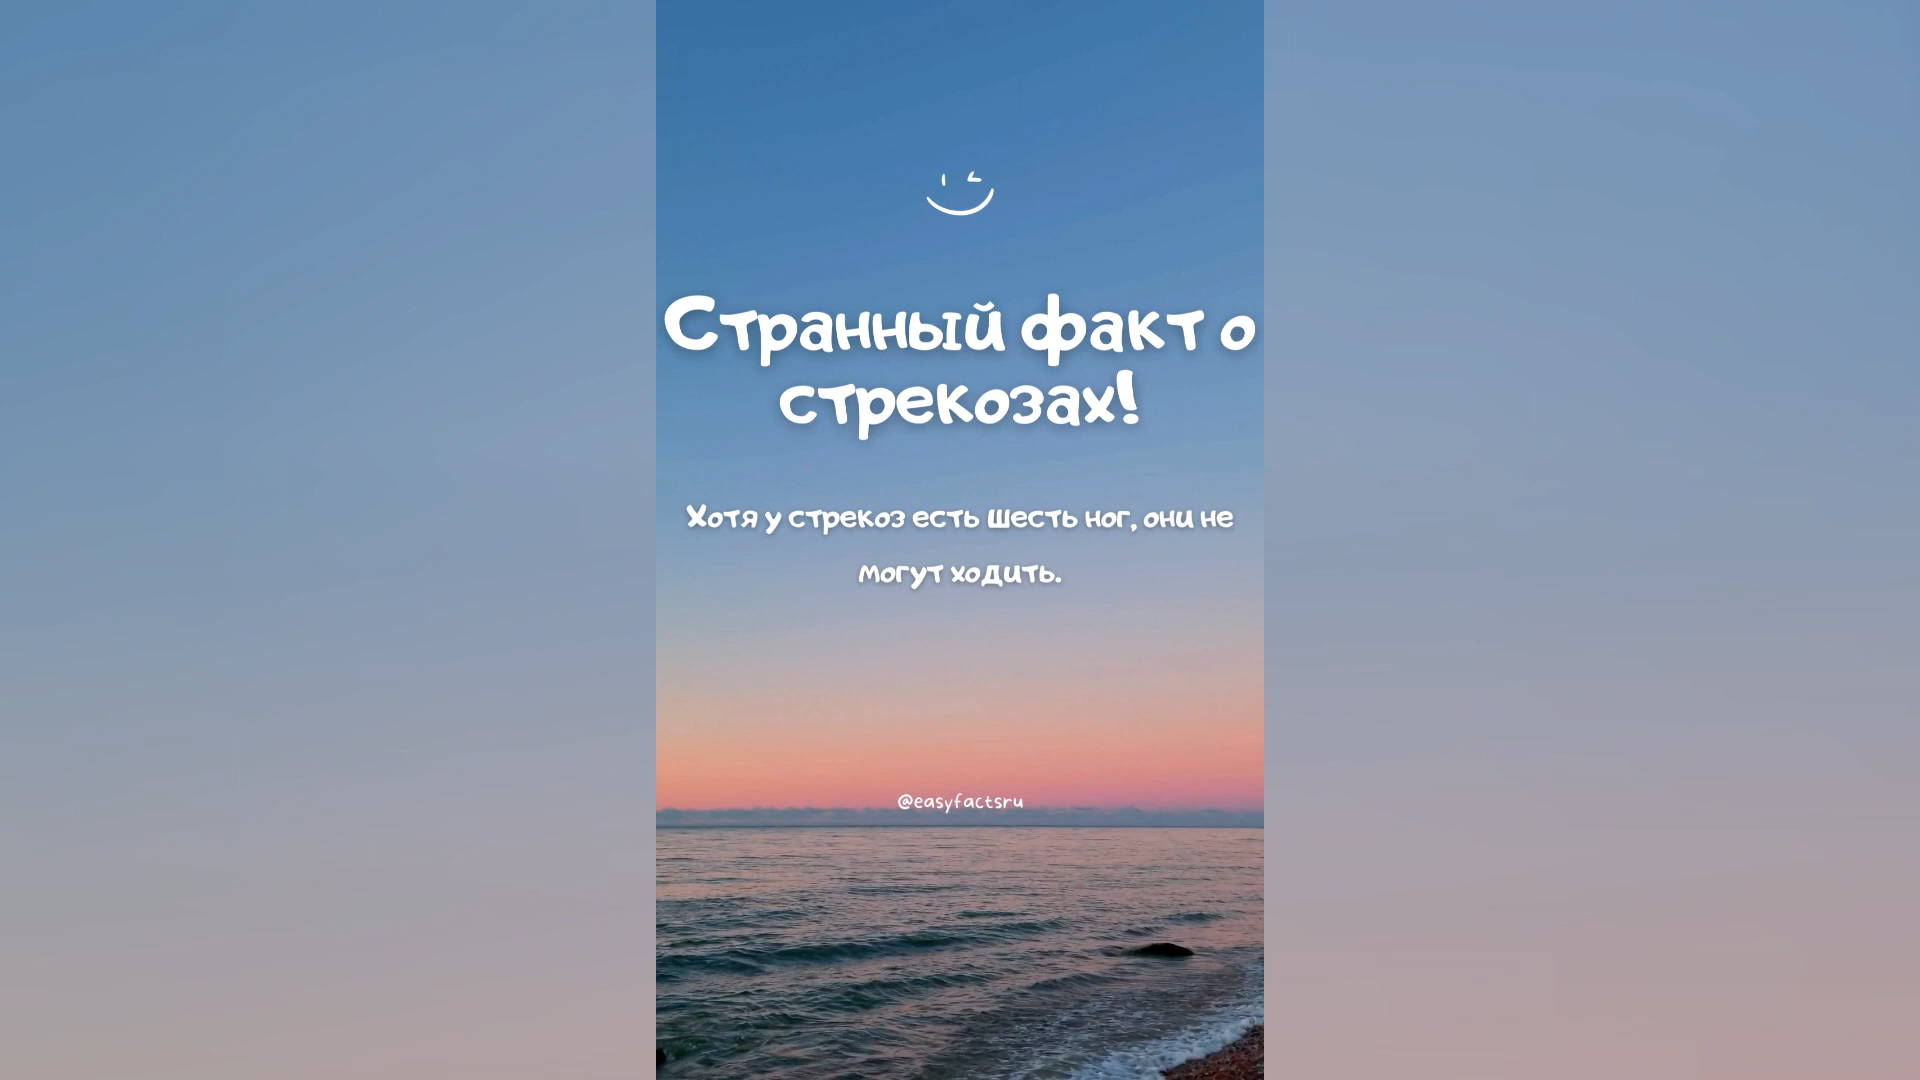 Странный факт о
стрекозах!
Хотя у стрекоз есть шесть ног, они не
могут ходить.
@easyfactsru